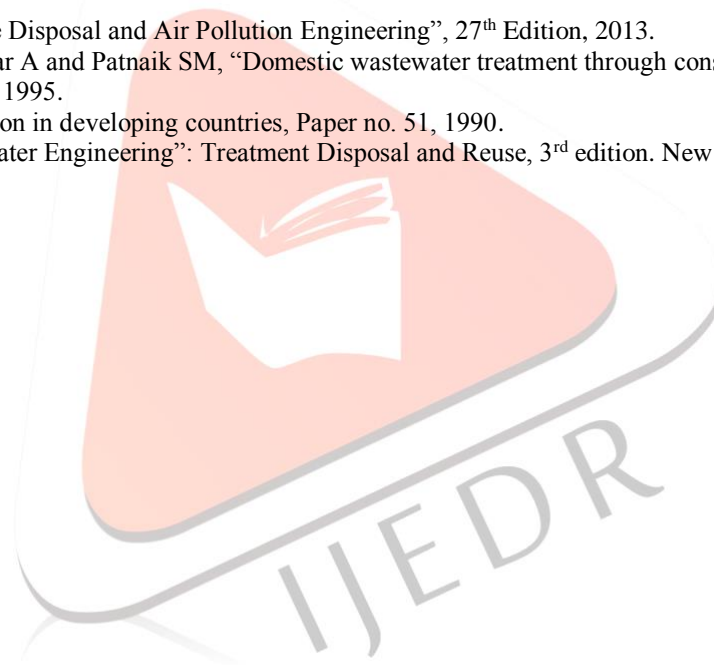 Disposal and Air Pollution Engineering”, 27th Edition, 2013.
ar A and Patnaik SM, “Domestic wastewater treatment through cons
1995.
on in developing countries, Paper no. 51, 1990.
ater Engineering”: Treatment Disposal and Reuse, 3rd edition. New
IJEDR